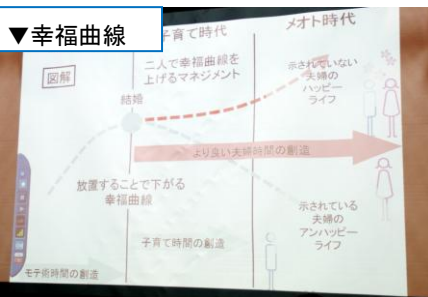 ▼幸福曲線
子育て時代
メオト時代
図解
二人で幸福曲線を
上げるマネジメント
示されていない
夫婦の
ハッピー
ライフ
結婚
より良い夫婦時間の創造
放置することで下がる
幸福曲線
示されている
夫婦の
アンハッピー
ライフ
子育て時間の創造
モテ術時間の創造